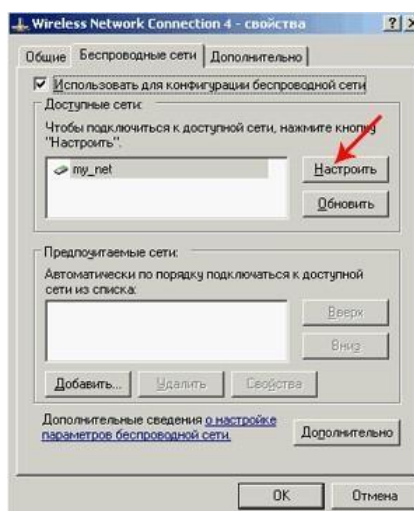 Wireless Network Connection 4 - свойства
Общие Беспроводные сети Дополнительно
Использовать для конфигурации беспроводной сети
Доступные сети:
Чтобы подключиться к доступной сети, нажмите кнопку
"Настроить".
my_net
Настроить
Обновить
Предпочитаемые сети:
Автоматически по порядку подключаться к доступной
сети из списка:
Вверх
Вниз
Добавить... Удалить Свойства
Дополнительные сведения о настройке
параметров беспроводной сети.
Дополнительно
OK Отмена